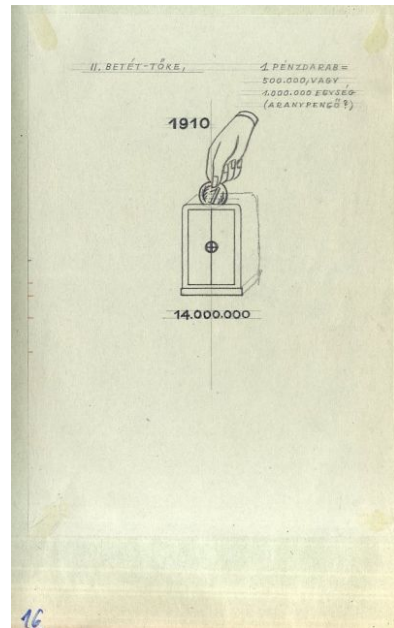 II. BETÉT-TŐKE,
1 PÉNZDARAB =
500.000, VAGY
1.000.000 EGYSÉG
(ARANYPENGŐ?)
1910
14.000.000
16